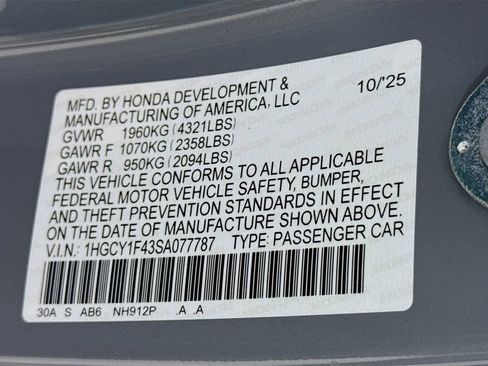 MFD. BY HONDA DEVELOPMENT & 10/'25
MANUFACTURING OF AMERICA, LLC
GVWR 1960KG (4321LBS)
GAWR F 1070KG (2358LBS)
GAWR R 950KG (2094LBS)
THIS VEHICLE CONFORMS TO ALL APPLICABLE
FEDERAL MOTOR VEHICLE SAFETY, BUMPER,
AND THEFT PREVENTION STANDARDS IN EFFECT
ON THE DATE OF MANUFACTURE SHOWN ABOVE.
V.I.N.: 1HGCY1F43SA077787 TYPE: PASSENGER CAR
30A S AB6 NH912P .A .A